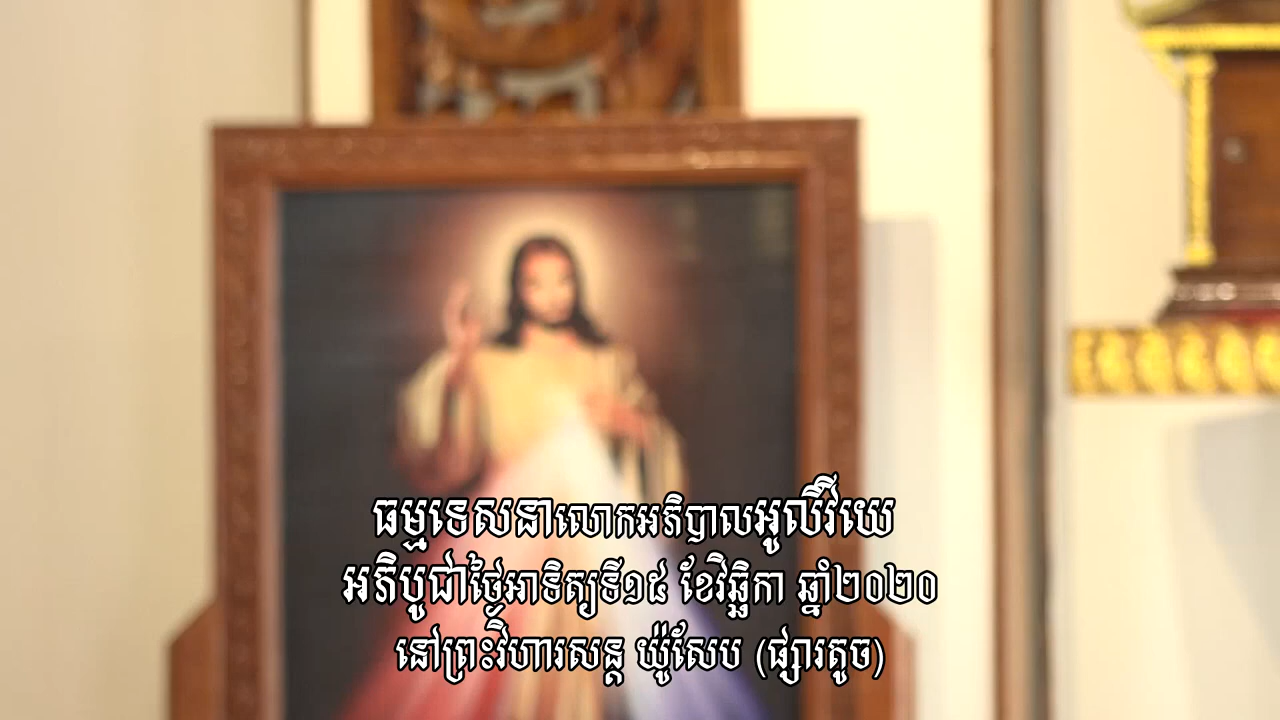 ធម្មទេសនាលោកអភិបាលអូលីវីយេ
អភិបូជាថ្ងៃអាទិត្យទី១៥ ខែវិច្ឆិកា ឆ្នាំ២០២០
នៅព្រះវិហារសន្ត យ៉ូសែប (ផ្សារតូច)